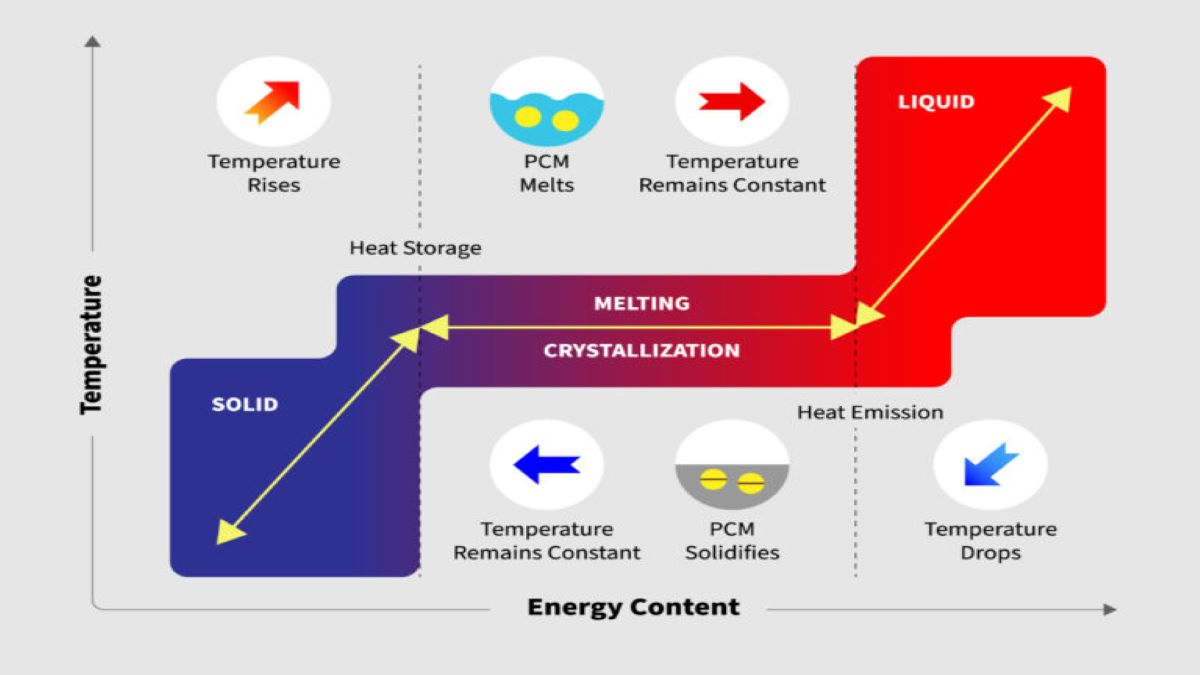 LIQUID
Temperature
Rises
PCM
Melts
Temperature
Remains Constant
Heat Storage
MELTING
CRYSTALLIZATION
SOLID
Temperature
Heat Emission
Temperature
Remains Constant
PCM
Solidifies
Temperature
Drops
Energy Content